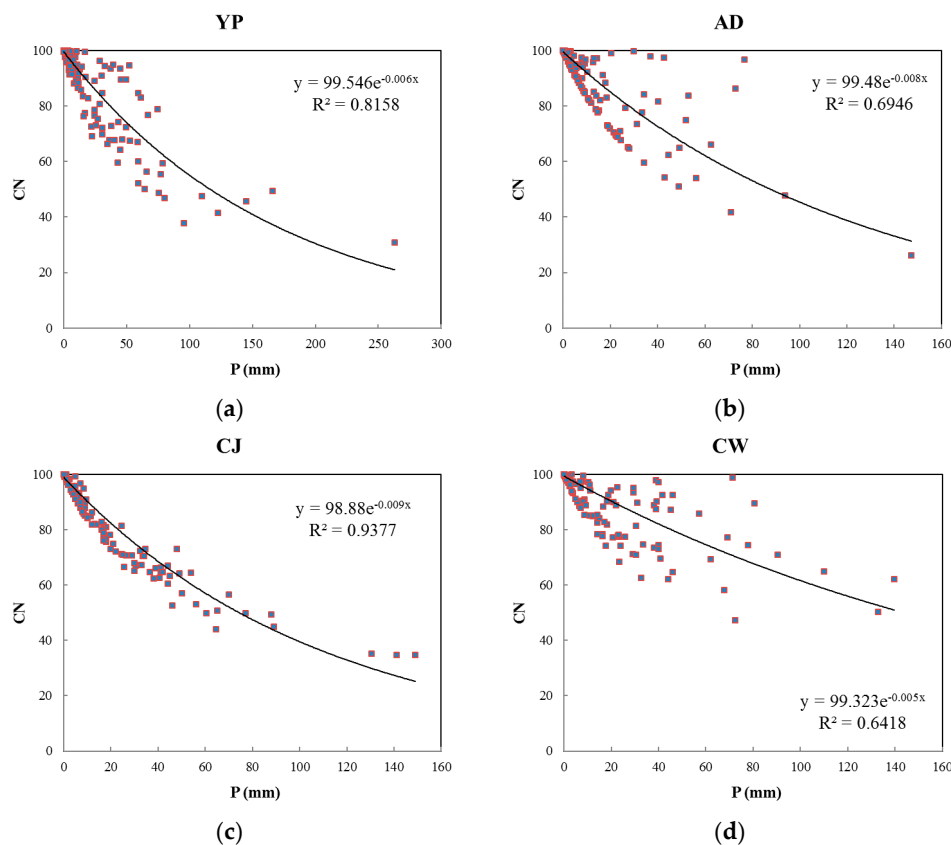 YP
100
80
60
40
20
0
CN
y = 99.546e^-0.006x
R² = 0.8158
0 50 100 150 200 250 300
P (mm)
(a)
AD
100
80
60
40
20
0
CN
y = 99.48e^-0.008x
R² = 0.6946
0 20 40 60 80 100 120 140 160
P (mm)
(b)
CJ
100
80
60
40
20
0
CN
y = 98.88e^-0.009x
R² = 0.9377
0 20 40 60 80 100 120 140 160
P (mm)
(c)
CW
100
80
60
40
20
0
CN
y = 99.323e^-0.005x
R² = 0.6418
0 20 40 60 80 100 120 140 160
P (mm)
(d)